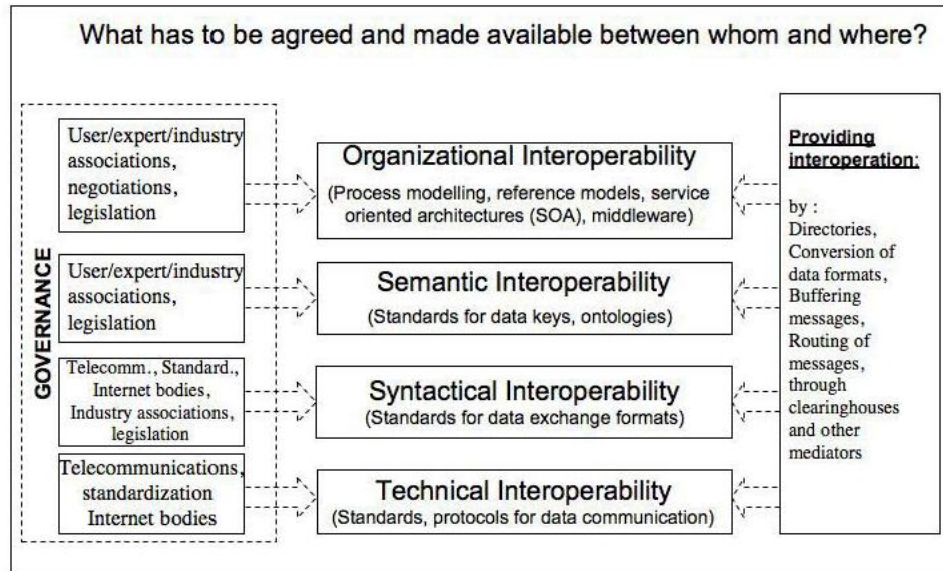 What has to be agreed and made available between whom and where?
GOVERNANCE
User/expert/industry
associations,
negotiations,
legislation
Organizational Interoperability
(Process modelling, reference models, service
oriented architectures (SOA), middleware)
User/expert/industry
associations,
legislation
Semantic Interoperability
(Standards for data keys, ontologies)
Telecomm., Standard.,
Internet bodies,
Industry associations,
legislation
Syntactical Interoperability
(Standards for data exchange formats)
Telecommunications,
standardization
Internet bodies
Technical Interoperability
(Standards, protocols for data communication)
Providing
interoperation:
by :
Directories,
Conversion of
data formats,
Buffering
messages,
Routing of
messages,
through
clearinghouses
and other
mediators